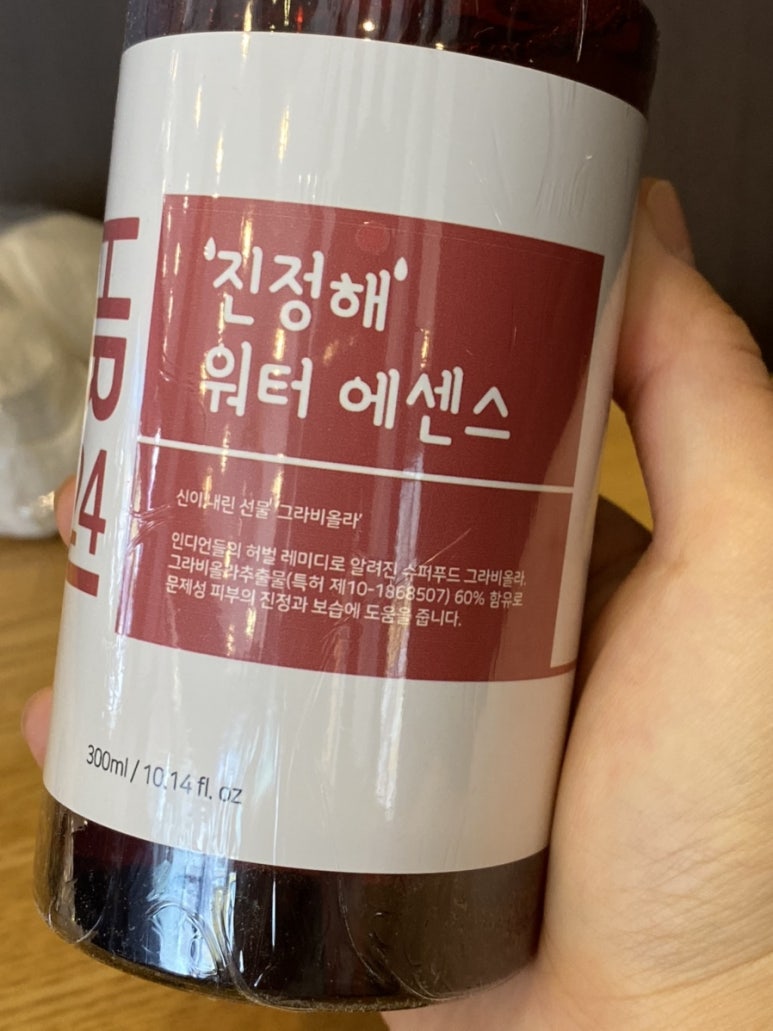 '진정해'
워터 에센스
신이 내린 선물 '그라비올라'
인디언들의 허벌 레미디로 알려진 수퍼푸드 그라비올라.
그라비올라추출물(특허 제10-1868507) 60% 함유로
문제성 피부의 진정과 보습에 도움을 줍니다.
300ml / 10.14 fl. oz